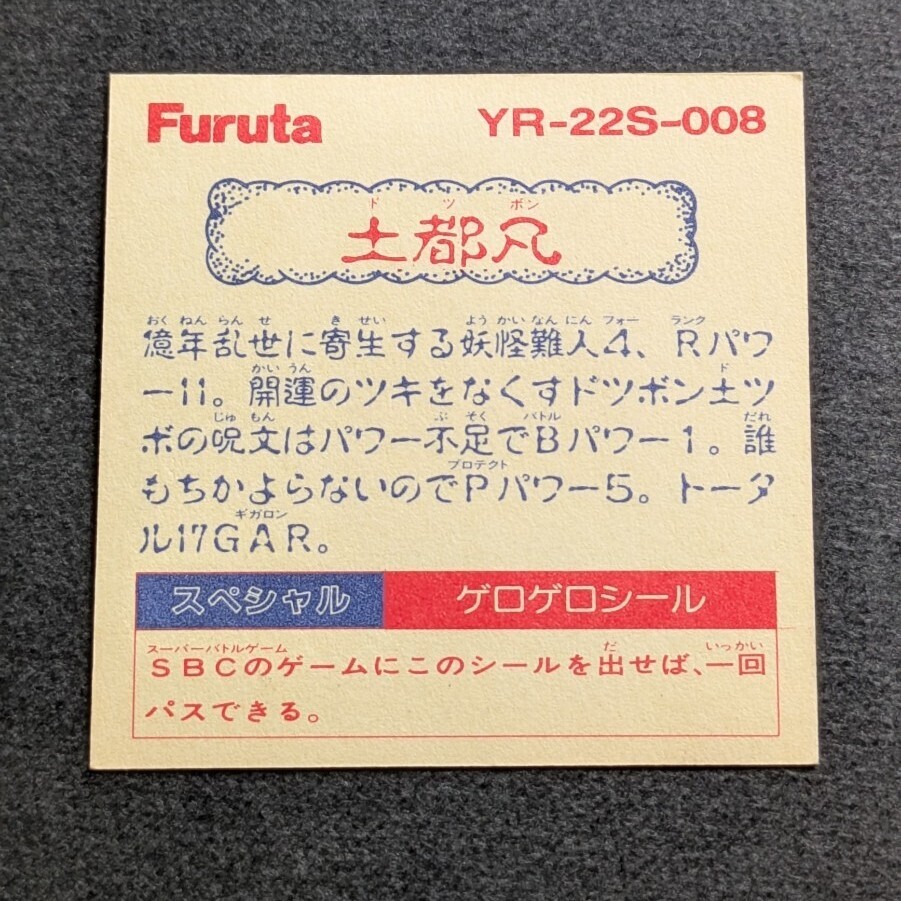 Furuta YR-22S-008
ド ツ ボン
土都凡
おく ねん らん せ き せい よう かい なん にん フォー ランク
億年乱世に寄生する妖怪難人4、Rパワ
かい うん ド
ー11。開運のツキをなくすドツボン土ツ
じゅ もん ぶ そく バトル だれ
ボの呪文はパワー不足でBパワー1。誰
プロテクト
もちかよらないのでPパワー5。トータ
ギガロン
ル17GAR。
スペシャル ゲロゲロシール
スーパーバトルゲーム だ いっかい
SBCのゲームにこのシールを出せば、一回
パスできる。